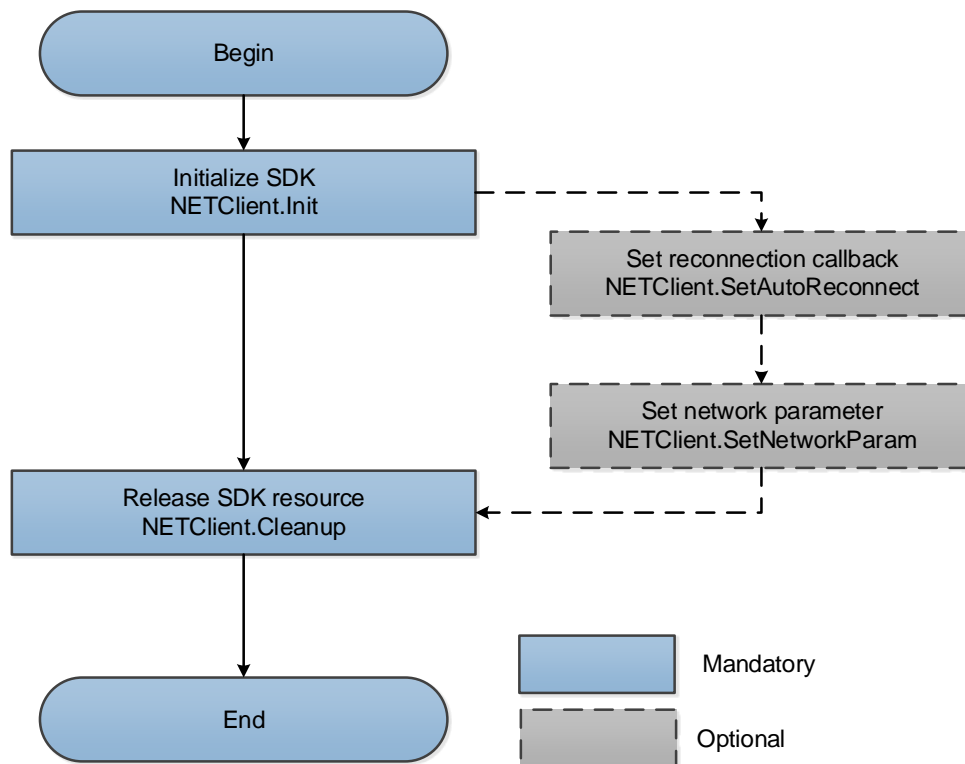 Begin
Initialize SDK
NETClient.Init
Set reconnection callback
NETClient.SetAutoReconnect
Set network parameter
NETClient.SetNetworkParam
Release SDK resource
NETClient.Cleanup
End
Mandatory
Optional